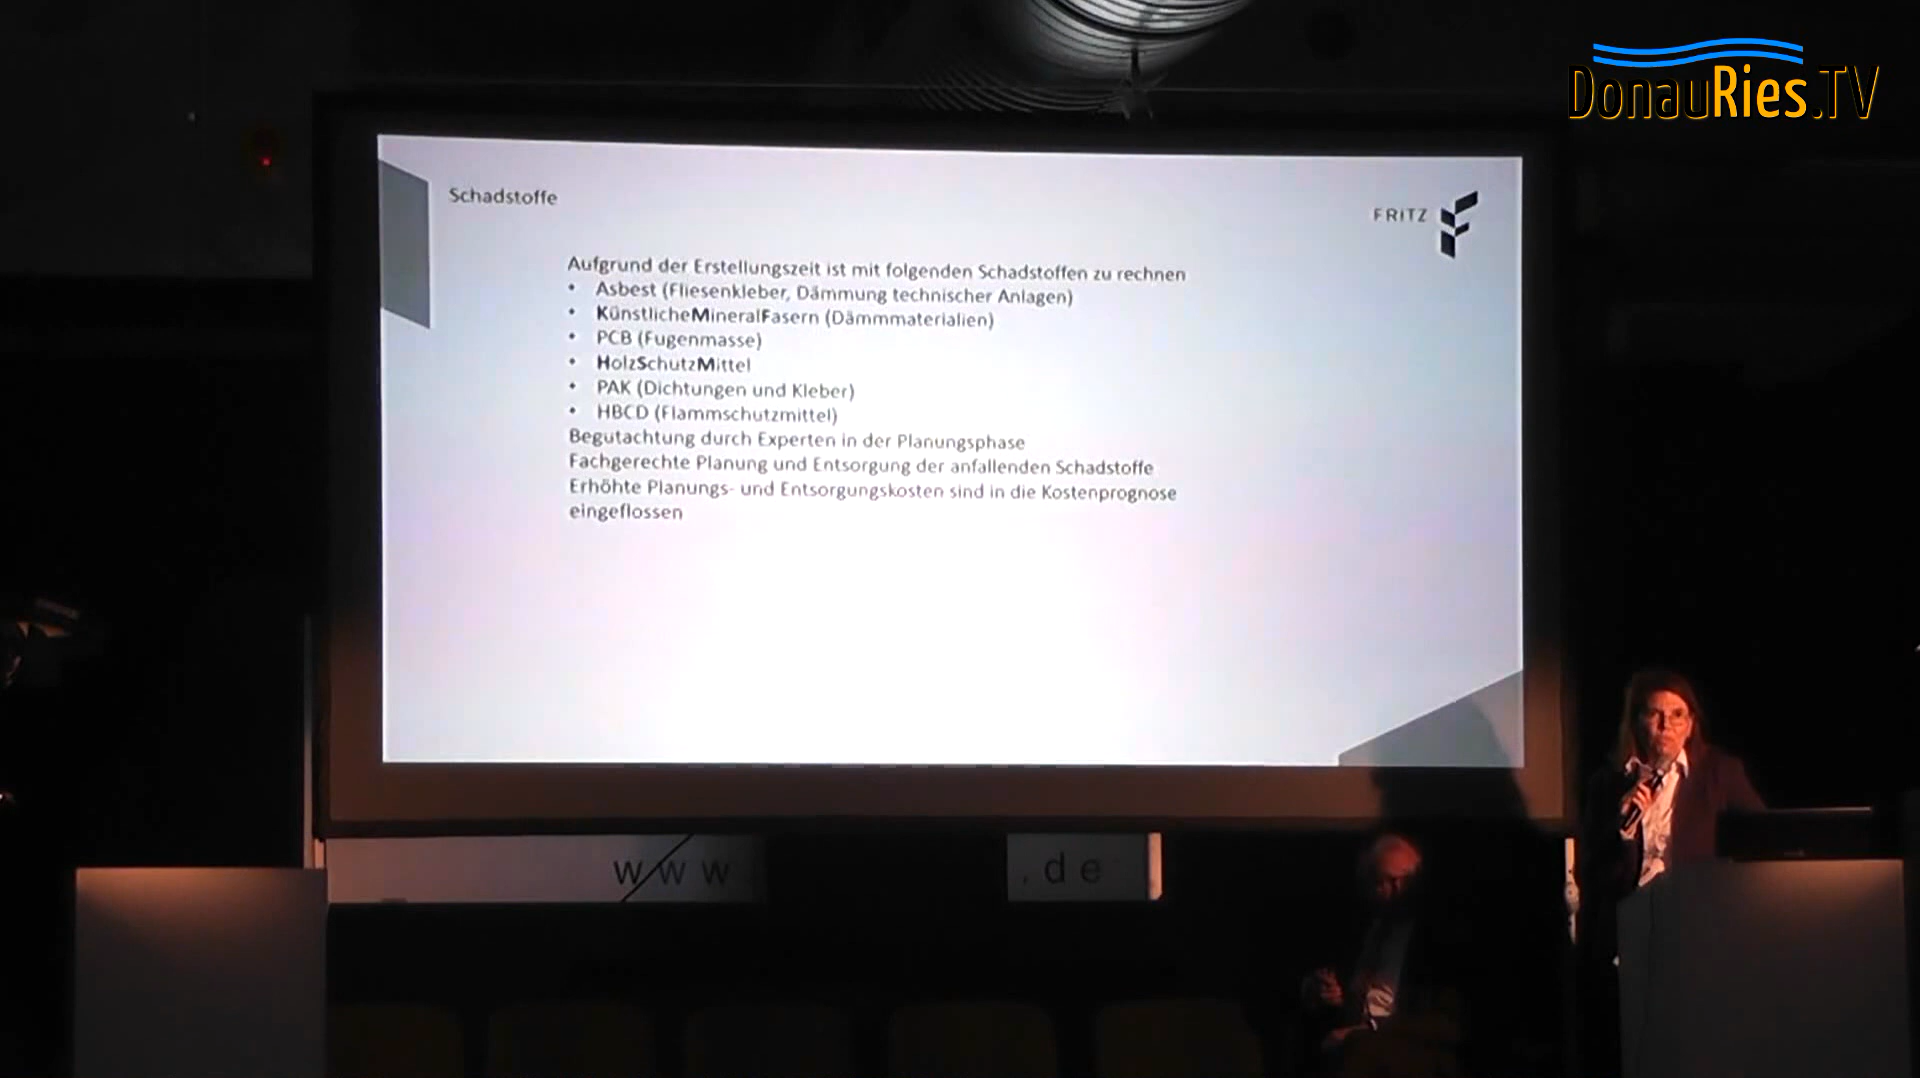 DonauRies.TV
Schadstoffe
FRITZ
Aufgrund der Erstellungszeit ist mit folgenden Schadstoffen zu rechnen
• Asbest (Fliesenkleber, Dämmung technischer Anlagen)
• KünstlicheMineralFasern (Dämmmaterialien)
• PCB (Fugenmasse)
• HolzSchutzMittel
• PAK (Dichtungen und Kleber)
• HBCD (Flammschutzmittel)
Begutachtung durch Experten in der Planungsphase
Fachgerechte Planung und Entsorgung der anfallenden Schadstoffe
Erhöhte Planungs- und Entsorgungskosten sind in die Kostenprognose
eingeflossen
www .de